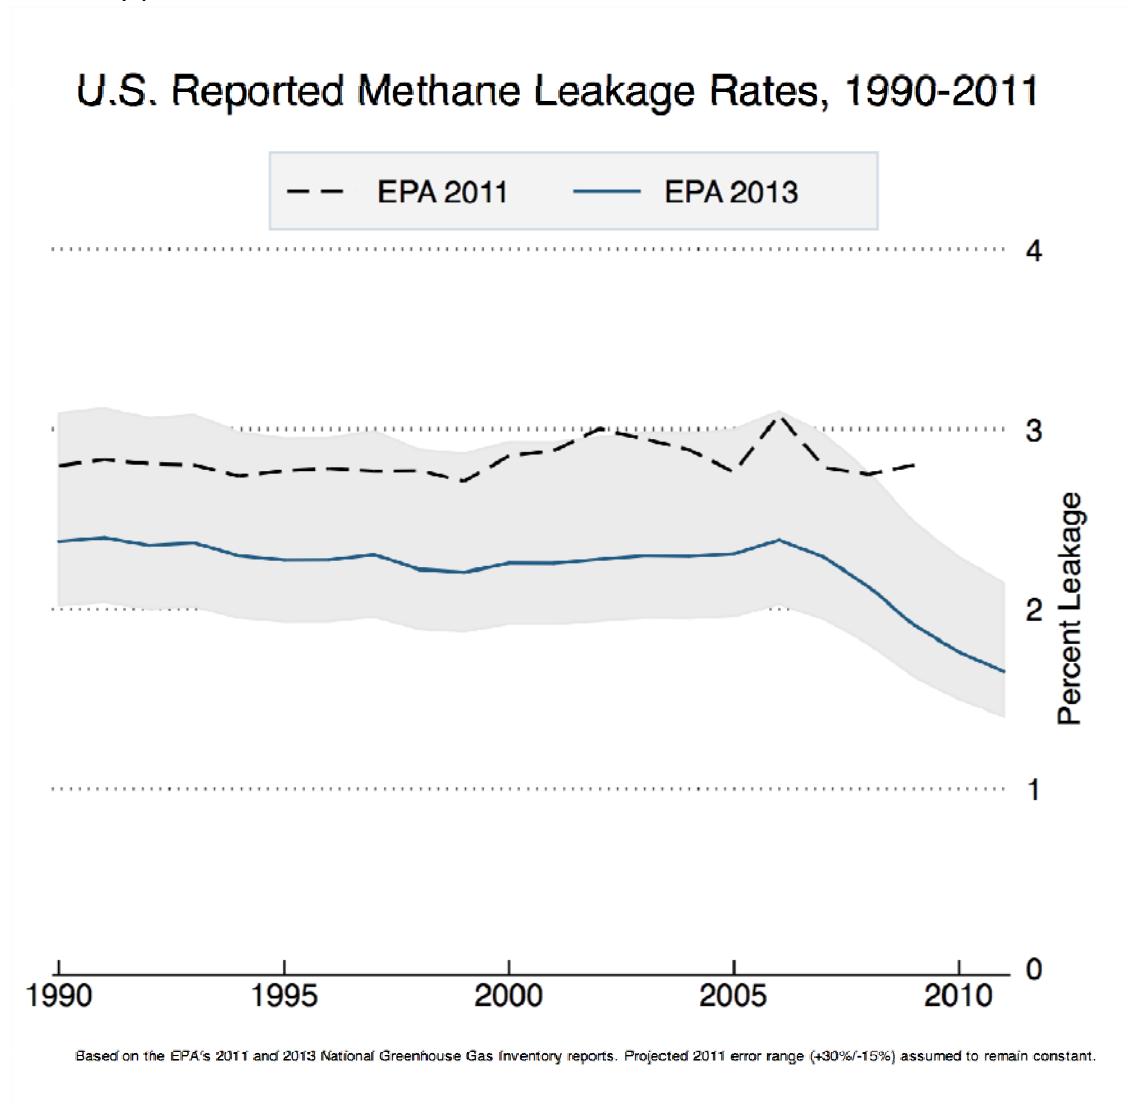 U.S. Reported Methane Leakage Rates, 1990-2011
EPA 2011 EPA 2013
4
3
2
1
0
Percent Leakage
1990 1995 2000 2005 2010
Based on the EPA's 2011 and 2013 National Greenhouse Gas Inventory reports. Projected 2011 error range (+30%/-15%) assumed to remain constant.